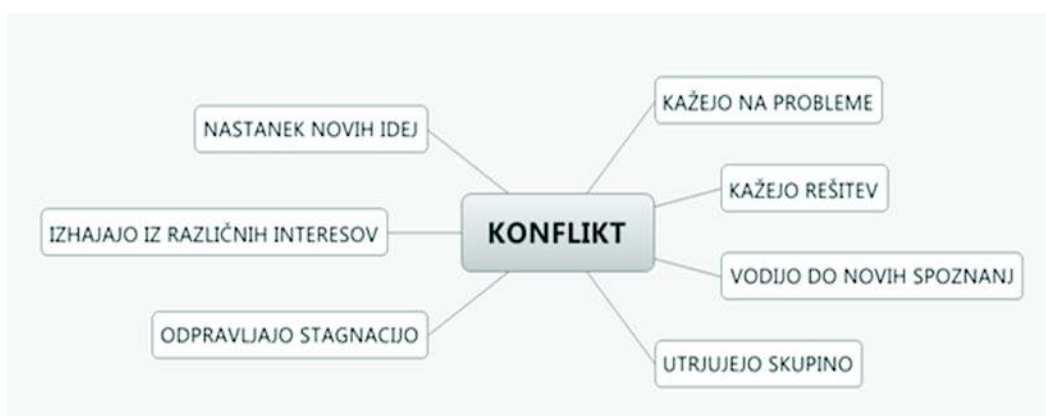 KAŽEJO NA PROBLEME
NASTANEK NOVIH IDEJ
KAŽEJO REŠITEV
KONFLIKT
IZHAJAJO IZ RAZLIČNIH INTERESOV
VODIJO DO NOVIH SPOZNANJ
ODPRAVLJAJO STAGNACIJO
UTRJUJEJO SKUPINO